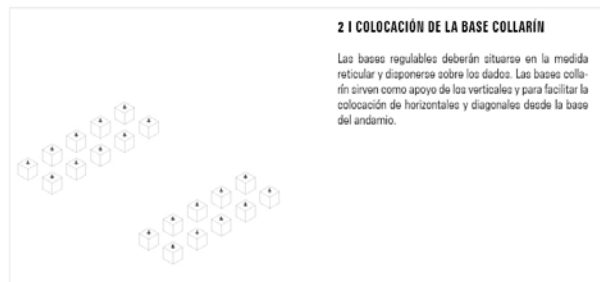 2 I COLOCACIÓN DE LA BASE COLLARÍN
Las bases regulables deberán situarse en la medida
reticular y disponerse sobre los dados. Las bases colla-
rín sirven como apoyo de los verticales y para facilitar la
colocación de horizontales y diagonales desde la base
del andamio.